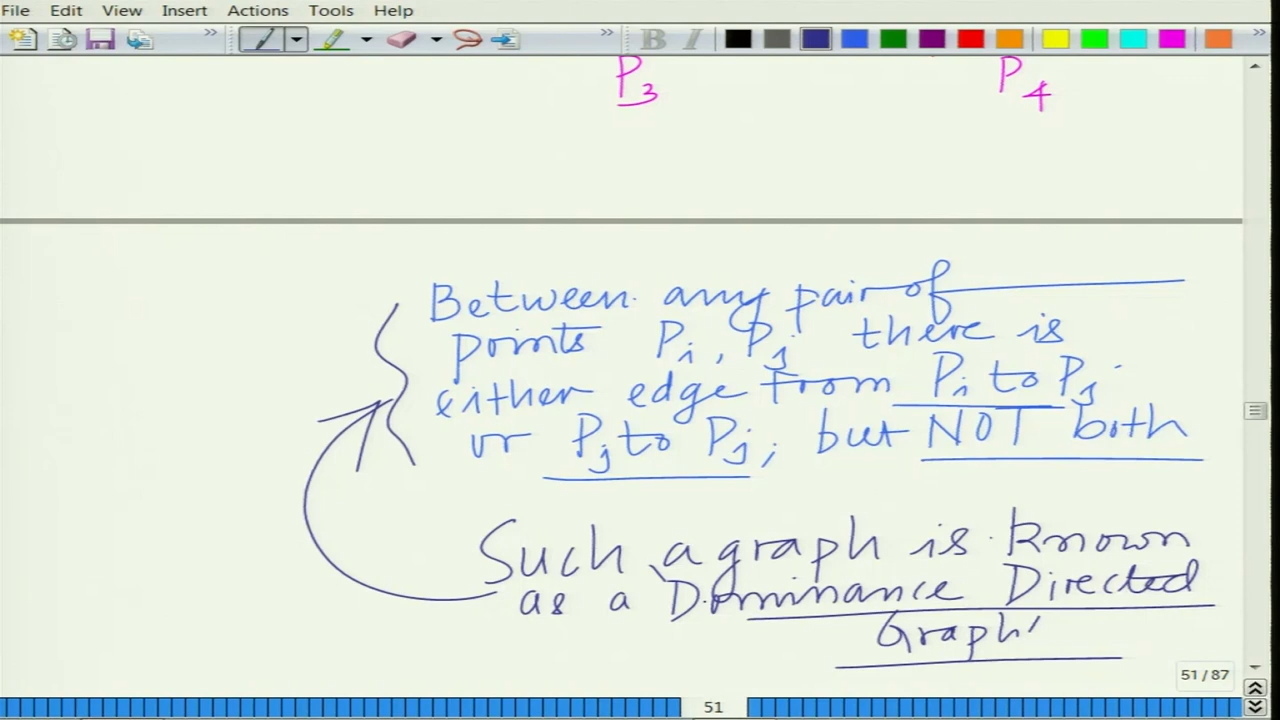 File Edit View Insert Actions Tools Help
B I
P3 P4
Between any pair of
points Pi, Pj there is
either edge from Pi to Pj
or Pj to Pj, but NOT both
Such a graph is known
as a Dominance Directed
Graph
51 / 87
51